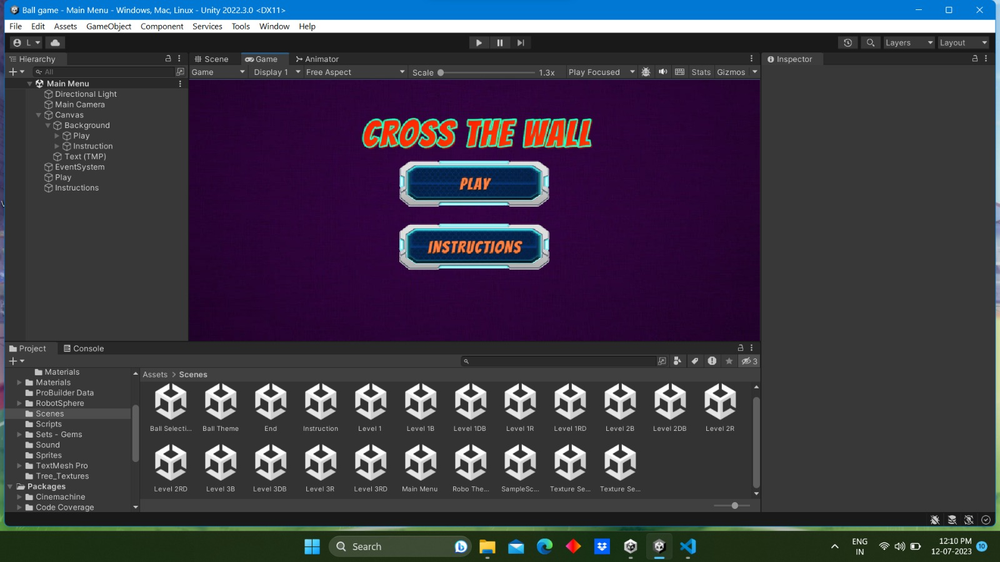 Ball game - Main Menu - Windows, Mac, Linux - Unity 2022.3.0 <DX11>
File Edit Assets GameObject Component Services Tools Window Help
L Layers Layout
Hierarchy Scene Game Animator Inspector
All Game Display 1 Free Aspect Scale 1.3x Play Focused Stats Gizmos
Main Menu
Directional Light
Main Camera
Canvas
Background
Play
Instruction
Text (TMP)
EventSystem
Play
Instructions
CROSS THE WALL
PLAY
INSTRUCTIONS
Project Console
3
Materials
Materials
ProBuilder Data
RobotSphere
Scenes
Scripts
Sets - Gems
Sound
Sprites
TextMesh Pro
Tree_Textures
Packages
Cinemachine
Code Coverage
Assets > Scenes
Ball Selecti... Ball Theme End Instruction Level 1 Level 1B Level 1DB Level 1R Level 1RD Level 2B Level 2DB Level 2R
Level 2RD Level 3B Level 3DB Level 3R Level 3RD Main Menu Robo The... SampleSc... Texture Se... Texture Se...
Search
ENG
IN
12:10 PM
12-07-2023
10